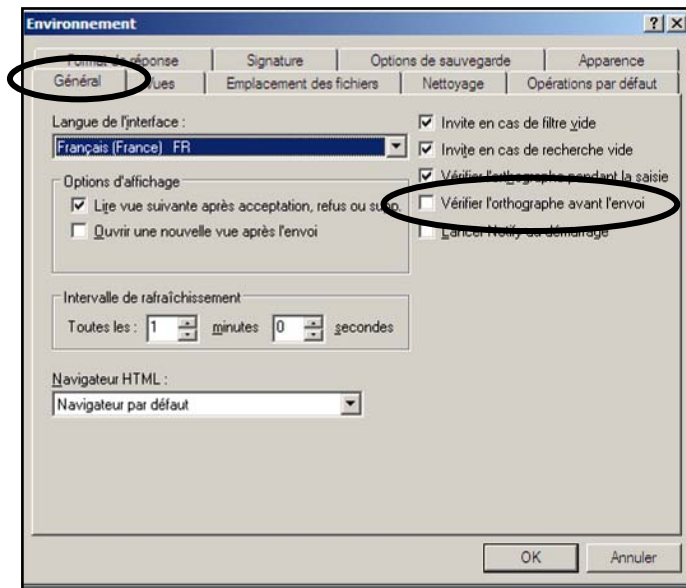 Environnement
Format de réponse Signature Options de sauvegarde Apparence
Général Vues Emplacement des fichiers Nettoyage Opérations par défaut
Langue de l'interface :
Français (France) FR
Options d'affichage
Lire vue suivante après acceptation, refus ou supp.
Ouvrir une nouvelle vue après l'envoi
Invite en cas de filtre vide
Invite en cas de recherche vide
Vérifier l'orthographe pendant la saisie
Vérifier l'orthographe avant l'envoi
Lancer Notify au démarrage
Intervalle de rafraîchissement
Toutes les : 1 minutes 0 secondes
Navigateur HTML :
Navigateur par défaut
OK Annuler